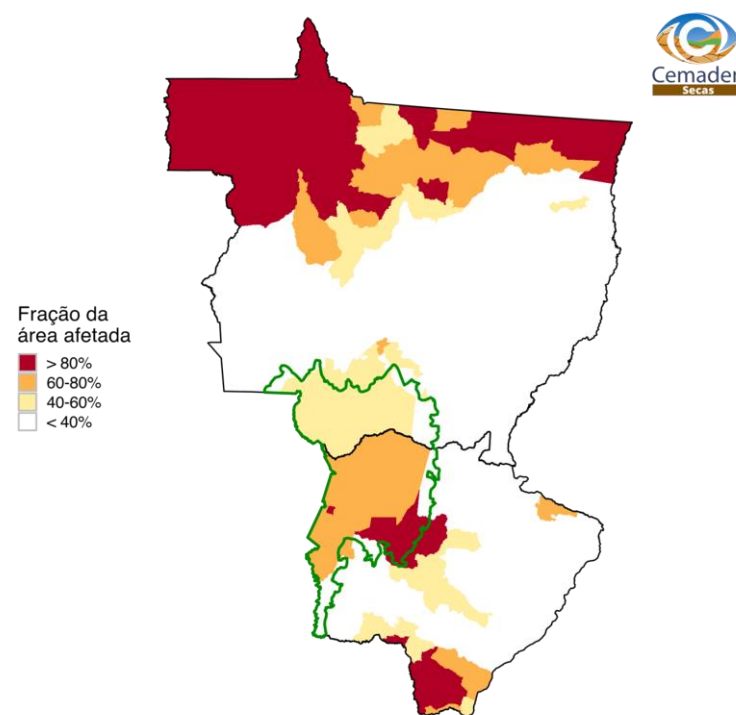 Cemaden
Secas
Fração da
área afetada
> 80%
60-80%
40-60%
< 40%